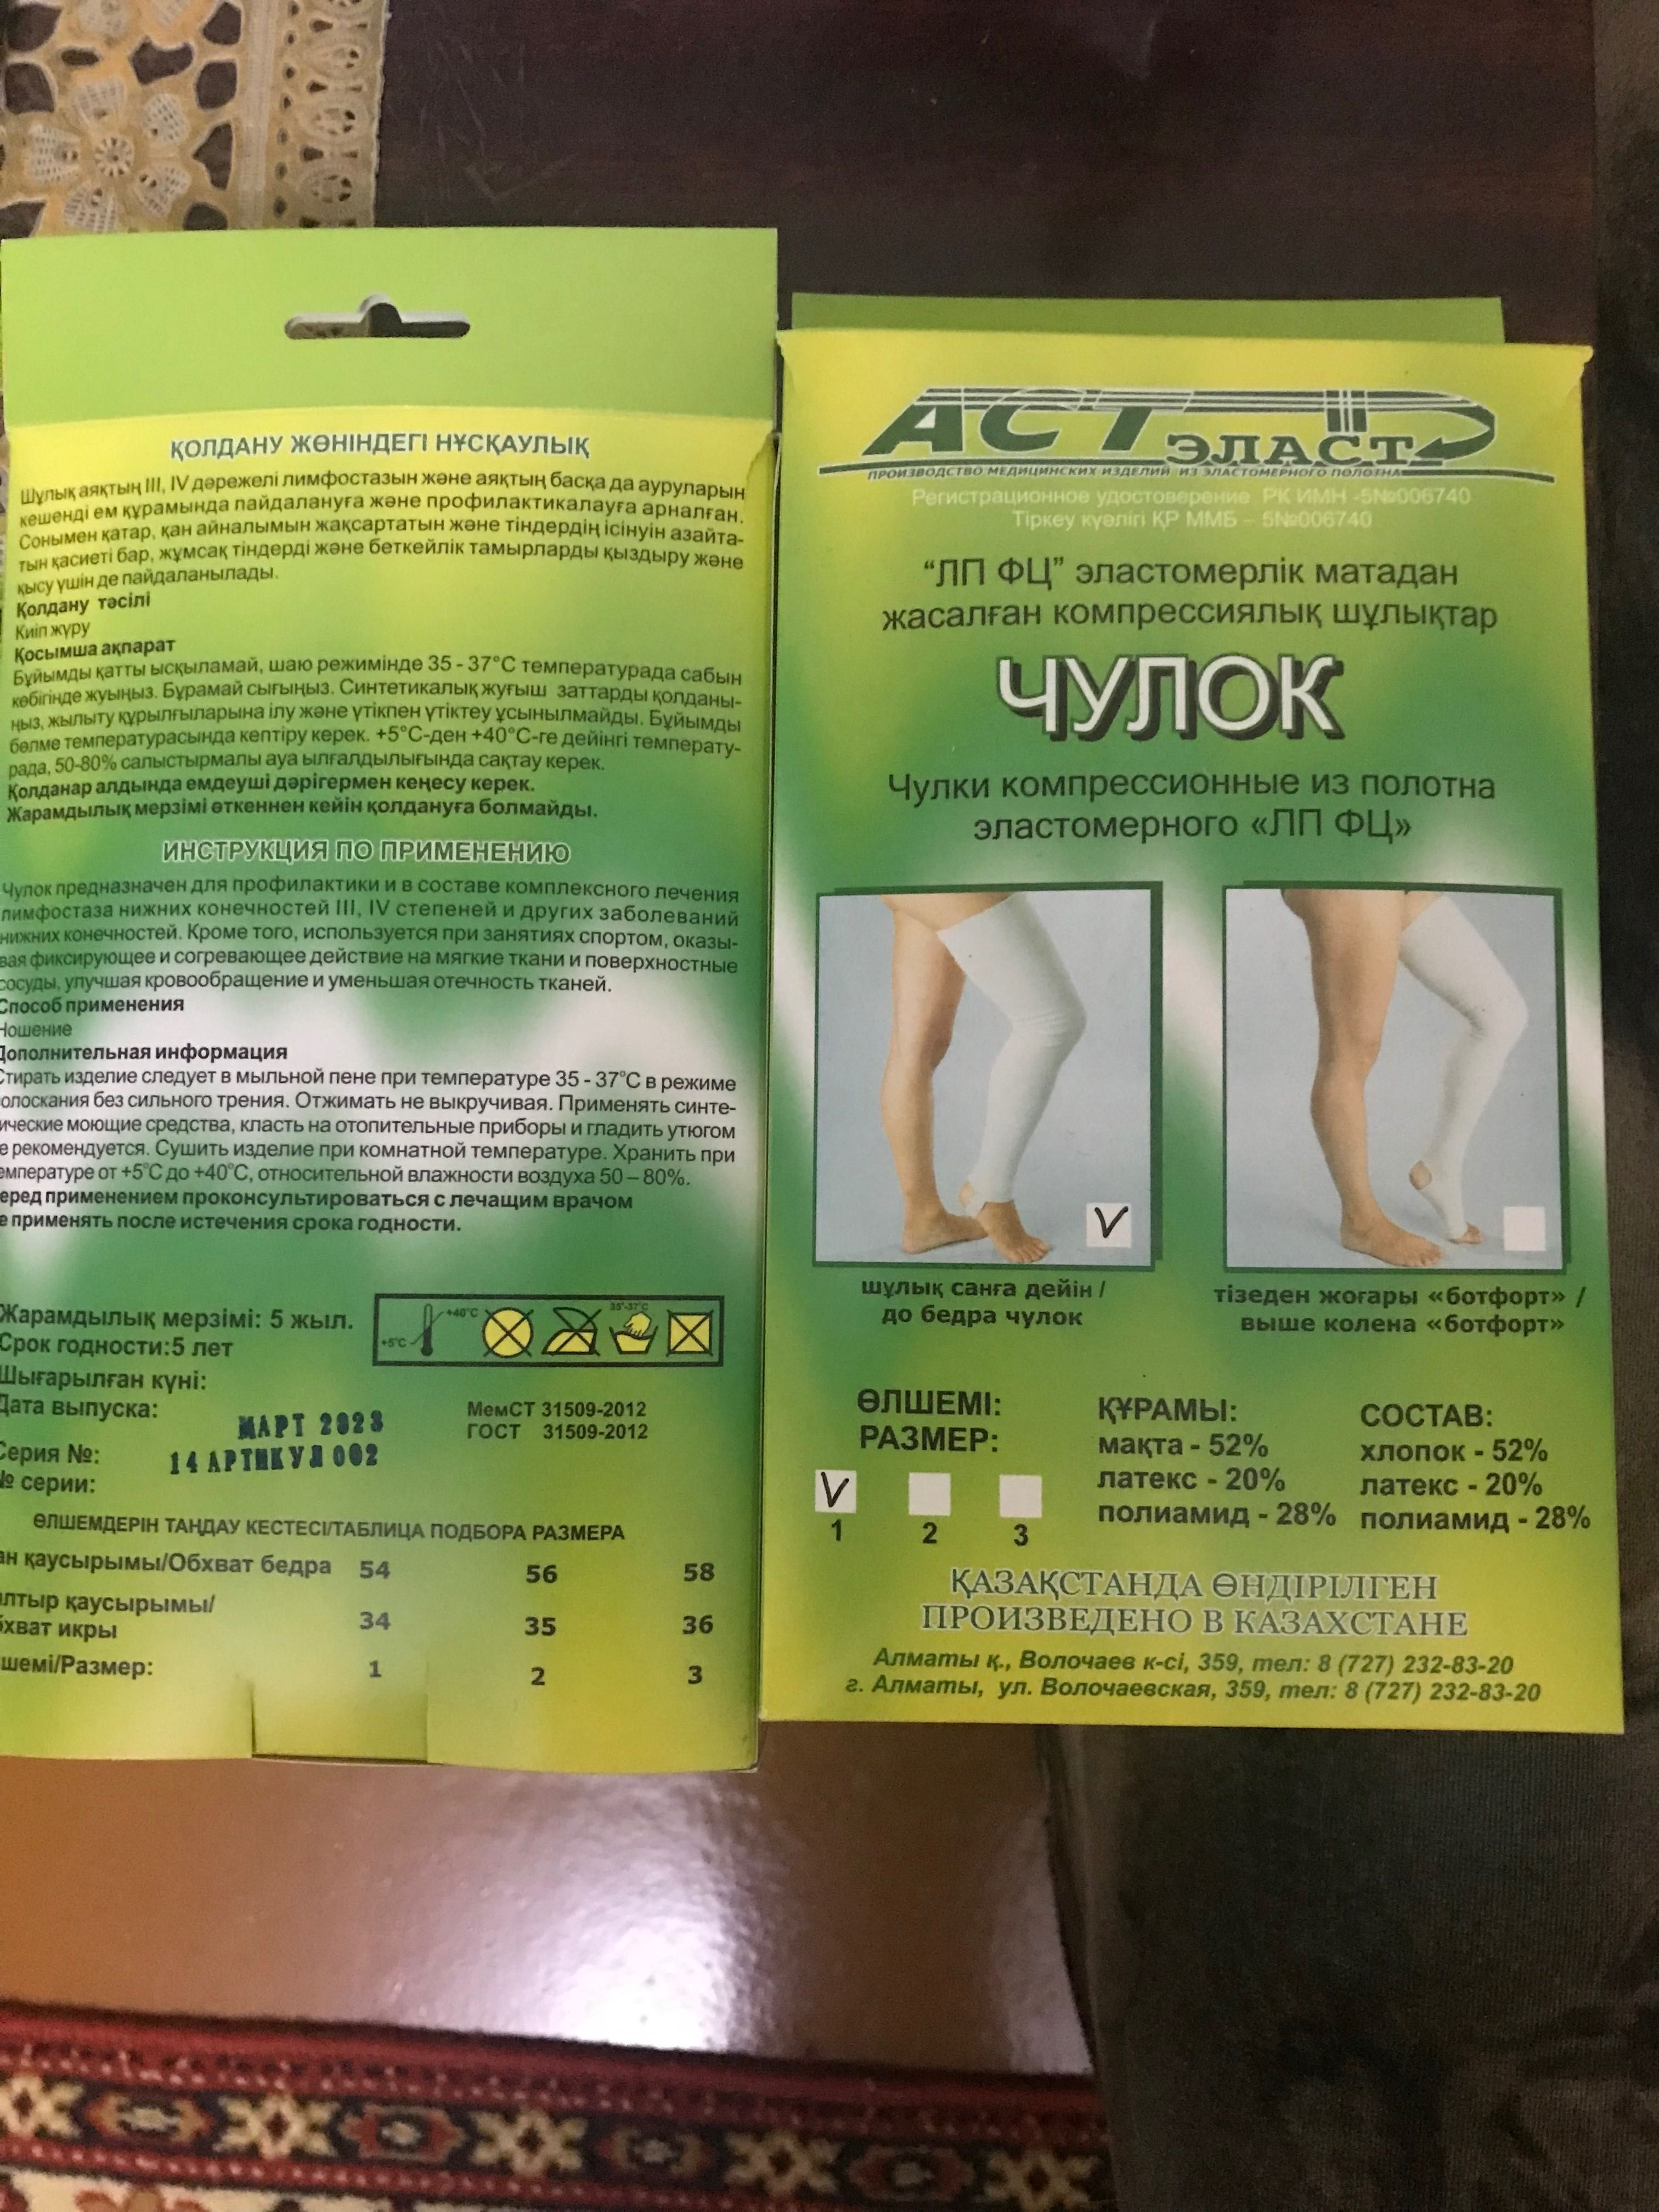 ҚОЛДАНУ ЖӨНІНДЕГІ НҰСҚАУЛЫҚ
Шұлық аяқтың III, IV дәрежелі лимфостазын және аяқтың басқа да ауруларын
кешенді ем құрамында пайдалануға және профилактикалауға арналған.
Сонымен қатар, қан айналымын жақсартатын және тіндердің ісінуін азайта-
тын қасиеті бар, жұмсақ тіндерді және беткейлік тамырларды қыздыру және
қысу үшін де пайдаланылады.
Қолдану тәсілі
Киіп жүру
Қосымша ақпарат
Бұйымды қатты ысқыламай, шаю режимінде 35 - 37°С температурада сабын
көбігінде жуыңыз. Бұрамай сығыңыз. Синтетикалық жуғыш заттарды қолданы-
ңыз, жылыту құрылғыларына ілу және үтікпен үтіктеу ұсынылмайды. Бұйымды
бөлме температурасында кептіру керек. +5°С-ден +40°С-ге дейінгі температу-
рада, 50-80% салыстырмалы ауа ылғалдылығында сақтау керек.
Қолданар алдында емдеуші дәрігермен кеңесу керек.
Жарамдылық мерзімі өткеннен кейін қолдануға болмайды.
ИНСТРУКЦИЯ ПО ПРИМЕНЕНИЮ
Чулок предназначен для профилактики и в составе комплексного лечения
лимфостаза нижних конечностей III, IV степеней и других заболеваний
нижних конечностей. Кроме того, используется при занятиях спортом, оказы-
вая фиксирующее и согревающее действие на мягкие ткани и поверхностные
сосуды, улучшая кровообращение и уменьшая отечность тканей.
Способ применения
Ношение
Дополнительная информация
Стирать изделие следует в мыльной пене при температуре 35 - 37°С в режиме
олоскания без сильного трения. Отжимать не выкручивая. Применять синте-
ические моющие средства, класть на отопительные приборы и гладить утюгом
е рекомендуется. Сушить изделие при комнатной температуре. Хранить при
емпературе от +5°С до +40°С, относительной влажности воздуха 50 – 80%.
еред применением проконсультироваться с лечащим врачом
е применять после истечения срока годности.
Жарамдылық мерзімі: 5 жыл.
Срок годности:5 лет
+5°С +40°С 35°-37°С
Шығарылған күні:
Дата выпуска:
МАРТ 2023
Серия №:
№ серии:
14 АРТИКУЛ 002
МемСТ 31509-2012
ГОСТ 31509-2012
ӨЛШЕМДЕРІН ТАҢДАУ КЕСТЕСІ/ТАБЛИЦА ПОДБОРА РАЗМЕРА
ан қаусырымы/Обхват бедра 54 56 58
лтыр қаусырымы/
бхват икры 34 35 36
шемі/Размер: 1 2 3
АСТ ЭЛАСТ
ПРОИЗВОДСТВО МЕДИЦИНСКИХ ИЗДЕЛИЙ ИЗ ЭЛАСТОМЕРНОГО ПОЛОТНА
Регистрационное удостоверение РК ИМН -5№006740
Тіркеу куәлігі ҚР ММБ – 5№006740
“ЛП ФЦ” эластомерлік матадан
жасалған компрессиялық шұлықтар
ЧУЛОК
Чулки компрессионные из полотна
эластомерного «ЛП ФЦ»
V
шұлық санға дейін /
до бедра чулок
тізеден жоғары «ботфорт» /
выше колена «ботфорт»
ӨЛШЕМІ:
РАЗМЕР:
V
1 2 3
ҚҰРАМЫ:
мақта - 52%
латекс - 20%
полиамид - 28%
СОСТАВ:
хлопок - 52%
латекс - 20%
полиамид - 28%
ҚАЗАҚСТАНДА ӨНДІРІЛГЕН
ПРОИЗВЕДЕНО В КАЗАХСТАНЕ
Алматы қ., Волочаев к-сі, 359, тел: 8 (727) 232-83-20
г. Алматы, ул. Волочаевская, 359, тел: 8 (727) 232-83-20